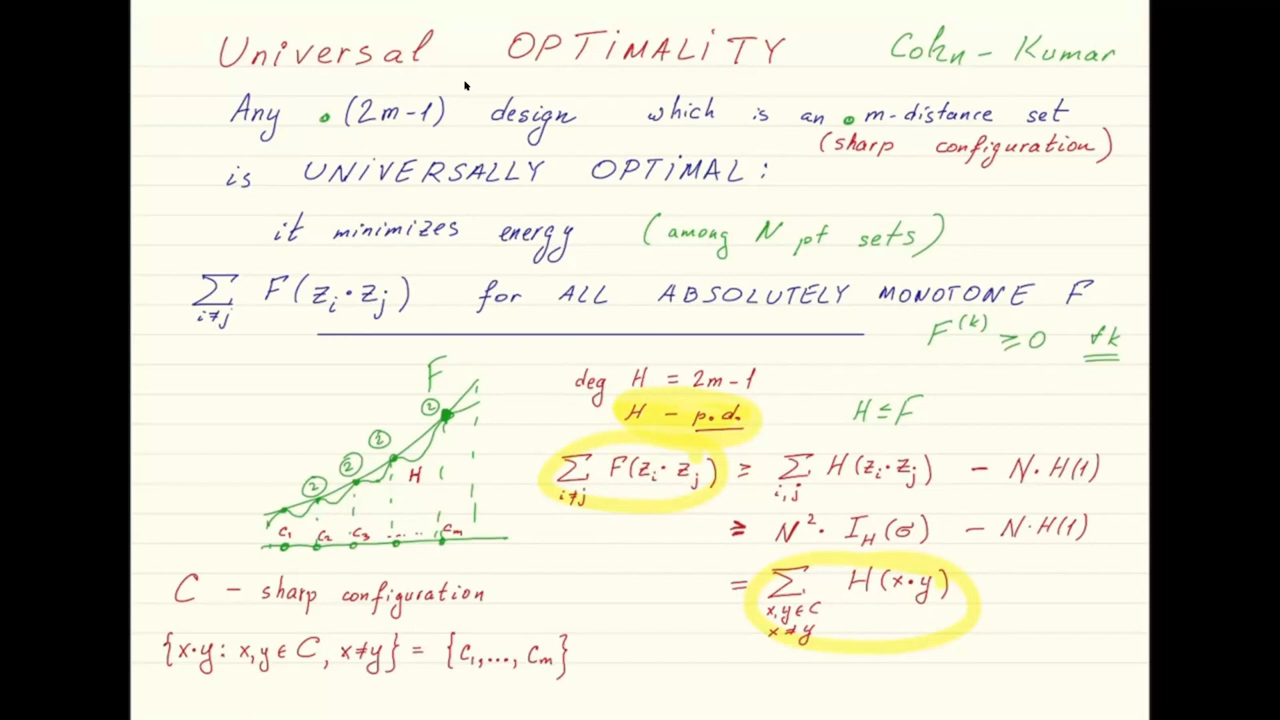 Universal OPTIMALITY Cohn - Kumar
Any (2m-1) design which is an m-distance set
(sharp configuration)
is UNIVERSALLY OPTIMAL:
it minimizes energy (among N pt sets)
∑ F(z_i · z_j) for ALL ABSOLUTELY MONOTONE F
i≠j
F^(k) ≥ 0 ∀k
F
② ② ② ②
H
c_1 c_2 c_3 ..... c_m
deg H = 2m-1
H - p.d. H ≤ F
∑ F(z_i · z_j) ≥ ∑ H(z_i · z_j) - N·H(1)
i≠j i,j
≥ N²· I_H(σ) - N·H(1)
= ∑ H(x·y)
x,y∈C
x≠y
C - sharp configuration
{x·y: x,y∈C, x≠y} = {c_1,..., c_m}